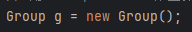 Group g = new Group();